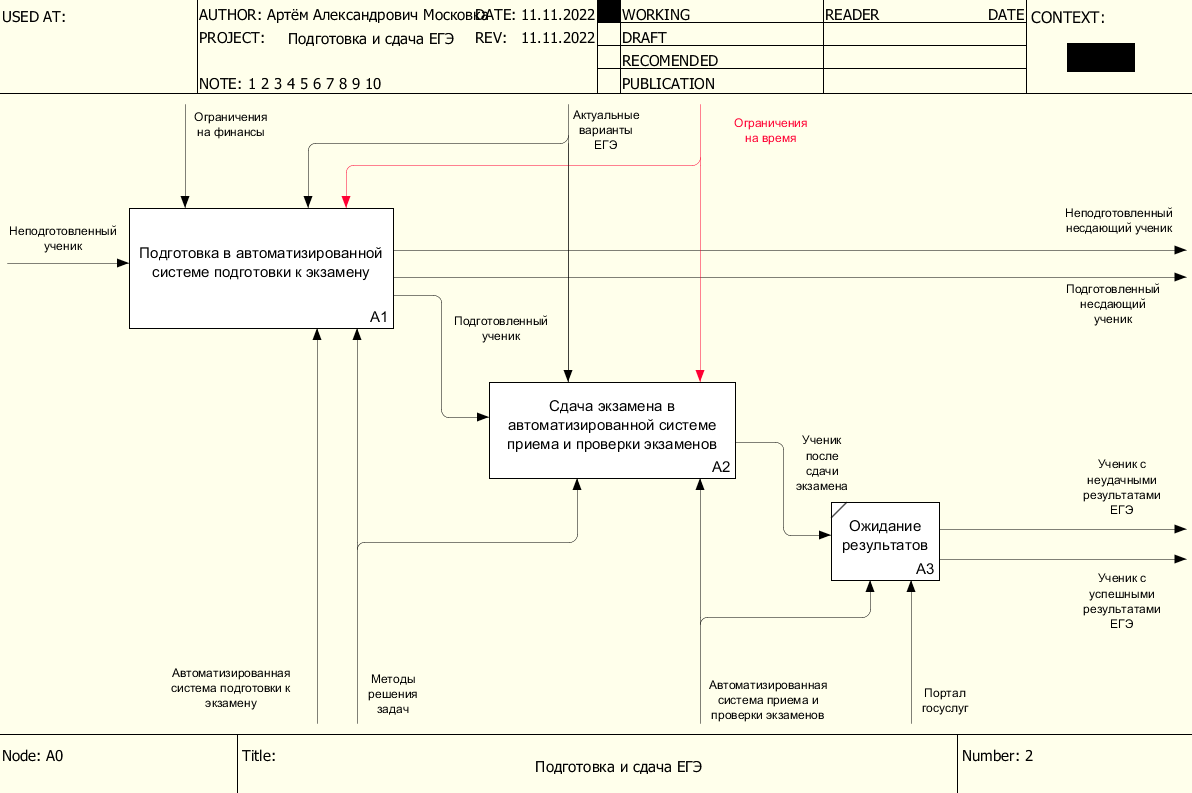 USED AT:
AUTHOR: Артём Александрович Москов
DATE: 11.11.2022
PROJECT: Подготовка и сдача ЕГЭ
REV: 11.11.2022
NOTE: 1 2 3 4 5 6 7 8 9 10
WORKING
DRAFT
RECOMENDED
PUBLICATION
READER
DATE
CONTEXT:
Ограничения
на финансы
Актуальные
варианты
ЕГЭ
Ограничения
на время
Неподготовленный
ученик
Подготовка в автоматизированной
системе подготовки к экзамену
A1
Неподготовленный
несдающий ученик
Подготовленный
несдающий
ученик
Подготовленный
ученик
Сдача экзамена в
автоматизированной системе
приема и проверки экзаменов
A2
Ученик
после
сдачи
экзамена
Ожидание
результатов
A3
Ученик с
неудачными
результатами
ЕГЭ
Ученик с
успешными
результатами
ЕГЭ
Автоматизированная
система подготовки к
экзамену
Методы
решения
задач
Автоматизированная
система приема и
проверки экзаменов
Портал
госуслуг
Node: A0
Title:
Подготовка и сдача ЕГЭ
Number: 2